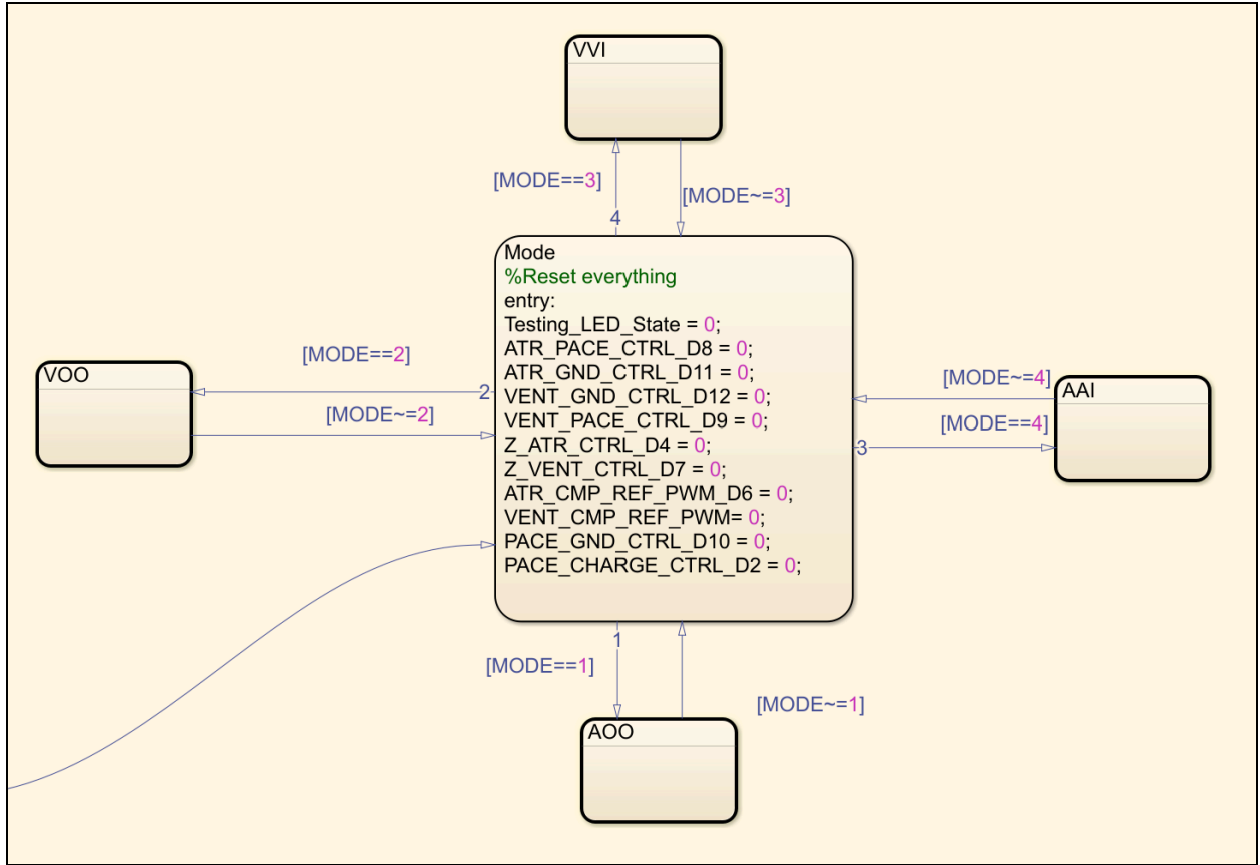 VVI
[MODE==3]
[MODE~=3]
4
Mode
%Reset everything
entry:
Testing_LED_State = 0;
ATR_PACE_CTRL_D8 = 0;
ATR_GND_CTRL_D11 = 0;
VENT_GND_CTRL_D12 = 0;
VENT_PACE_CTRL_D9 = 0;
Z_ATR_CTRL_D4 = 0;
Z_VENT_CTRL_D7 = 0;
ATR_CMP_REF_PWM_D6 = 0;
VENT_CMP_REF_PWM= 0;
PACE_GND_CTRL_D10 = 0;
PACE_CHARGE_CTRL_D2 = 0;
[MODE==2]
VOO
2
[MODE~=2]
[MODE~=4]
AAI
[MODE==4]
3
1
[MODE==1]
[MODE~=1]
AOO